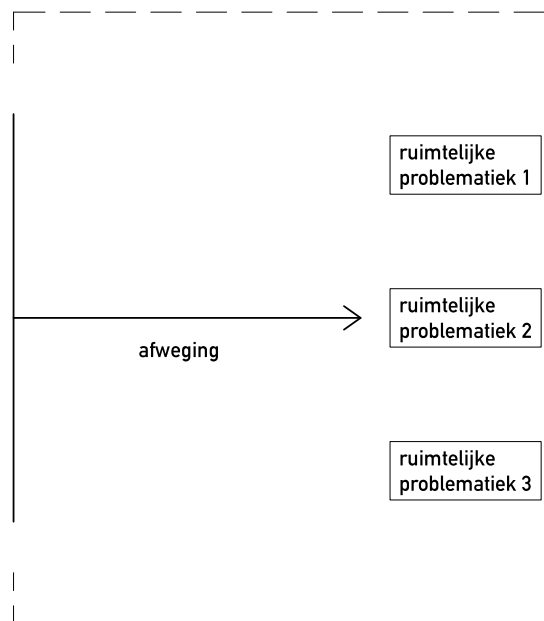 ruimtelijke
problematiek 1
ruimtelijke
problematiek 2
afweging
ruimtelijke
problematiek 3